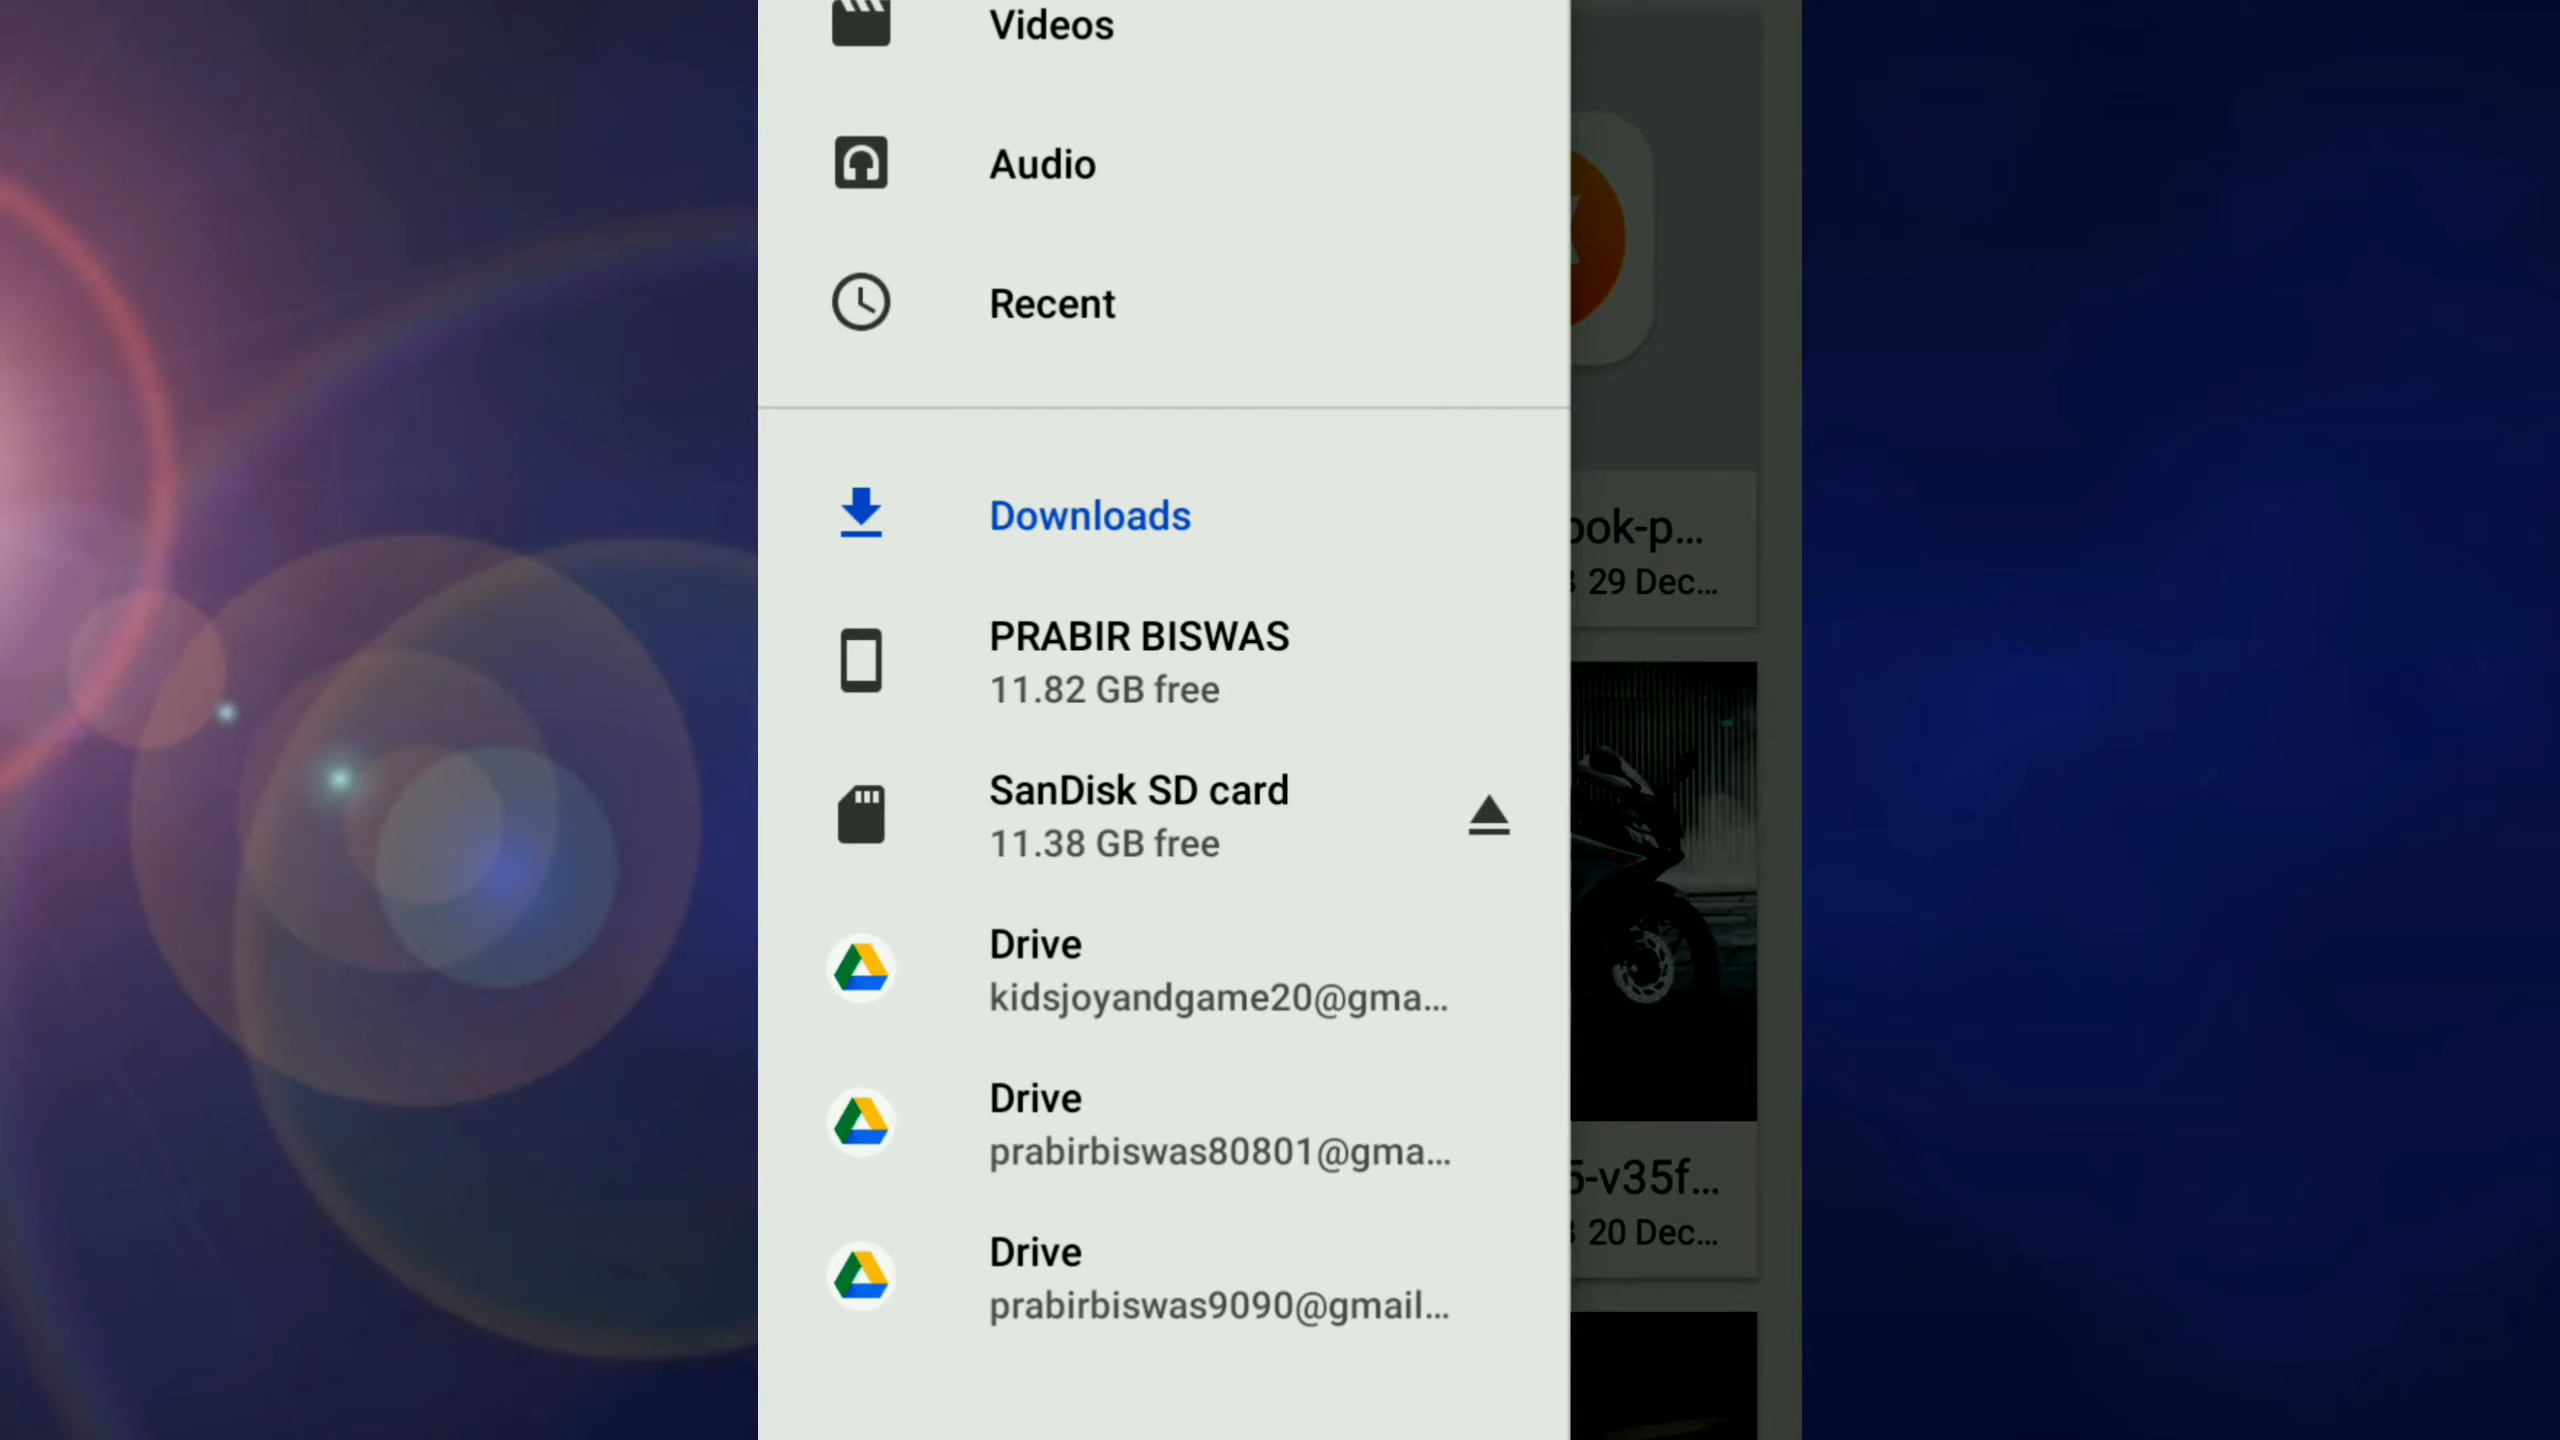 Videos
Audio
Recent
Downloads
PRABIR BISWAS
11.82 GB free
SanDisk SD card
11.38 GB free
Drive
kidsjoyandgame20@gma...
Drive
prabirbiswas80801@gma...
Drive
prabirbiswas9090@gmail...
ook-p...
29 Dec...
5-v35f...
20 Dec...